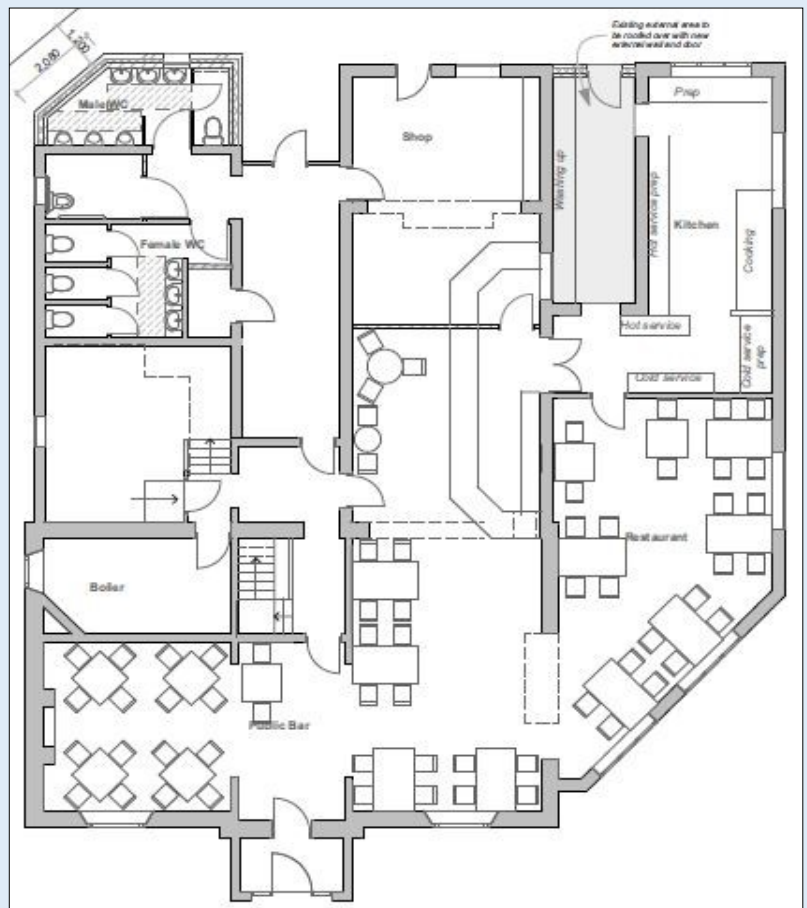 Existing external area to
be roofed over with new
external wall and door
1,200
2,080
Male WC
Prep
Shop
Washing up
Hot service prep
Kitchen
Cooking
Female WC
Hot service
Cold service
prep
Cold service
Restaurant
Boiler
Public Bar